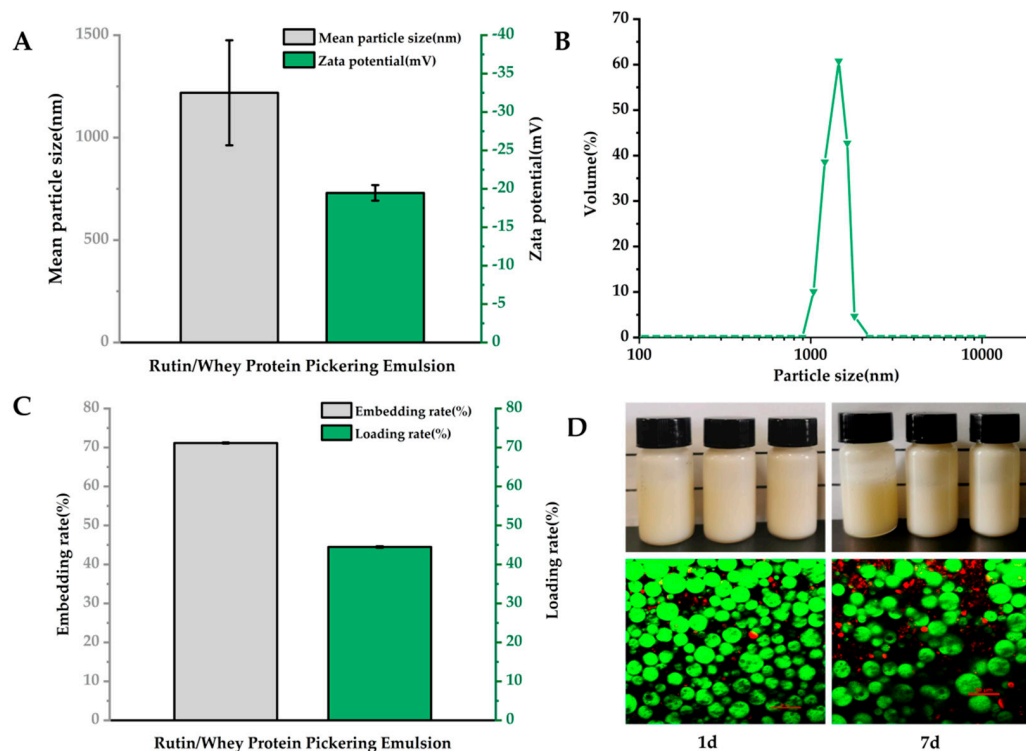 A
Mean particle size(nm)
Zata potential(mV)
1500
1000
500
0
Mean particle size(nm)
-40
-35
-30
-25
-20
-15
-10
-5
0
Zata potential(mV)
Rutin/Whey Protein Pickering Emulsion
B
70
60
50
40
30
20
10
0
Volume(%)
100
1000
10000
Particle size(nm)
C
Embedding rate(%)
Loading rate(%)
80
70
60
50
40
30
20
10
0
Embedding rate(%)
80
70
60
50
40
30
20
10
0
Loading rate(%)
Rutin/Whey Protein Pickering Emulsion
D
1d
7d